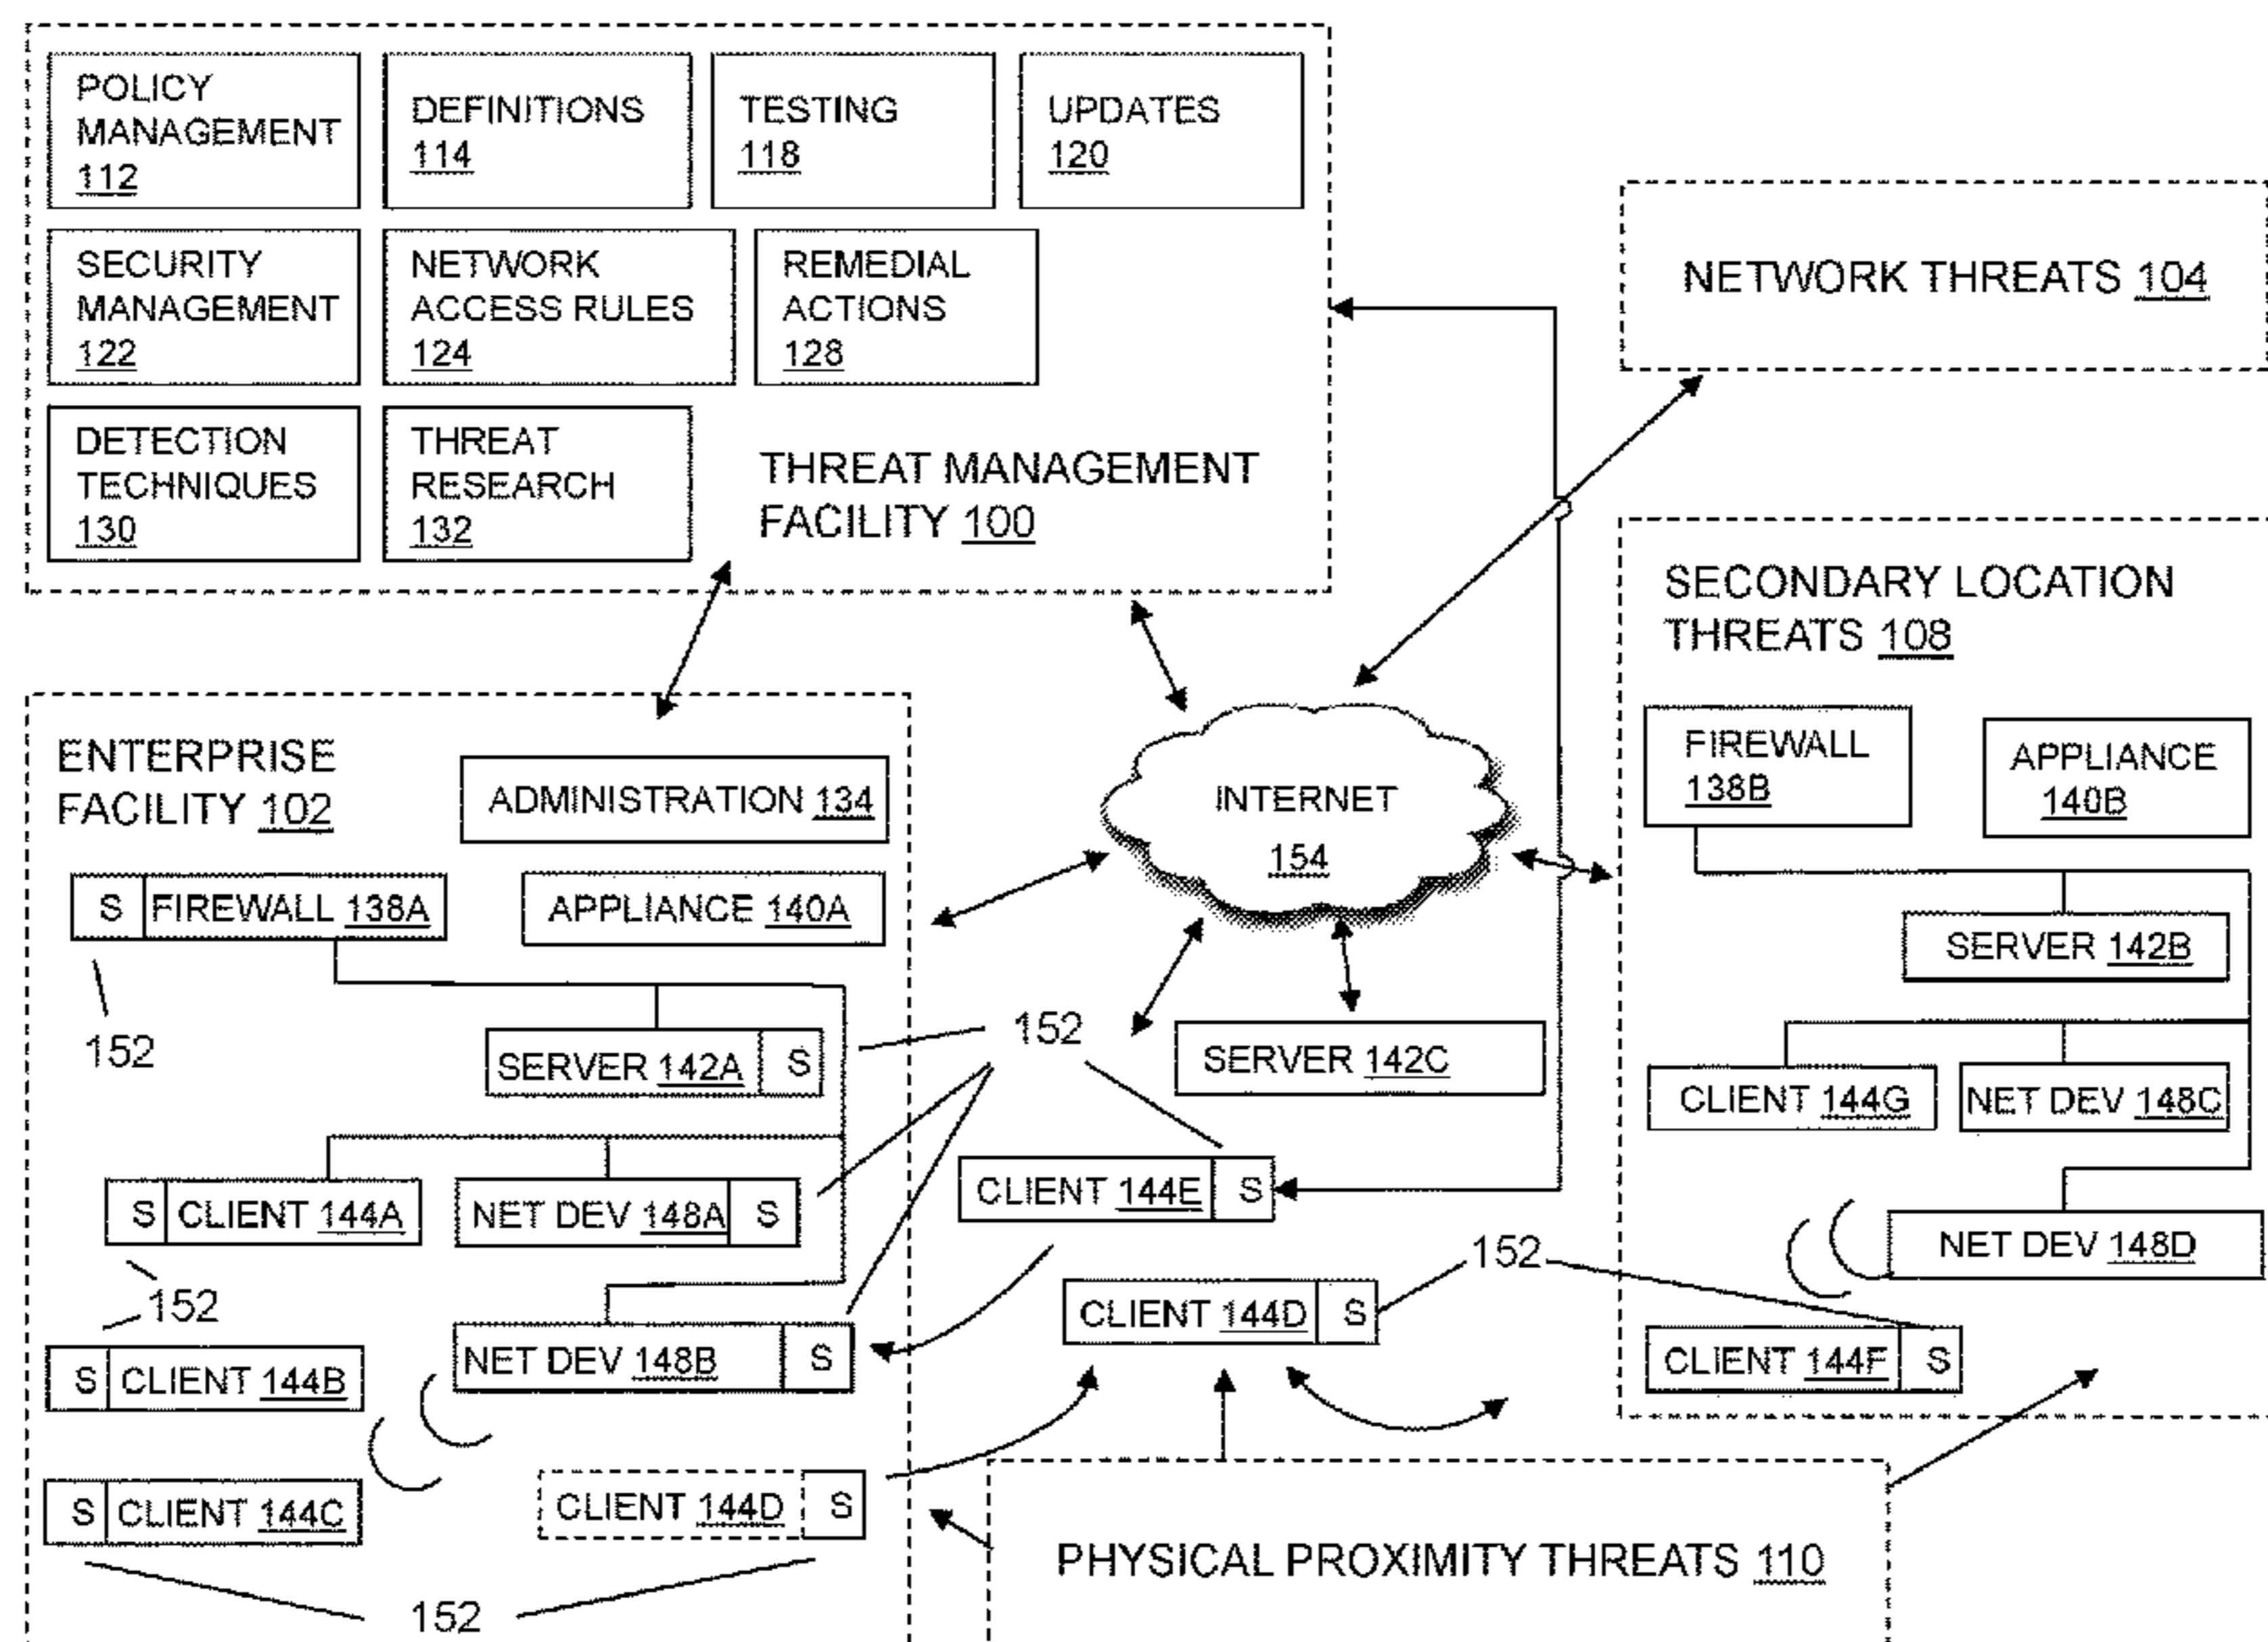 POLICY
MANAGEMENT
112
DEFINITIONS
114
TESTING
118
UPDATES
120
SECURITY
MANAGEMENT
122
NETWORK
ACCESS RULES
124
REMEDIAL
ACTIONS
128
DETECTION
TECHNIQUES
130
THREAT
RESEARCH
132
THREAT MANAGEMENT
FACILITY 100
NETWORK THREATS 104
SECONDARY LOCATION
THREATS 108
FIREWALL
138B
APPLIANCE
140B
SERVER 142B
CLIENT 144G
NET DEV 148C
NET DEV 148D
CLIENT 144F S
ENTERPRISE
FACILITY 102
ADMINISTRATION 134
S FIREWALL 138A
APPLIANCE 140A
152
SERVER 142A S
S CLIENT 144A
NET DEV 148A S
152
S CLIENT 144B
NET DEV 148B S
S CLIENT 144C
CLIENT 144D S
152
INTERNET
154
152
SERVER 142C
CLIENT 144E S
CLIENT 144D S
152
PHYSICAL PROXIMITY THREATS 110